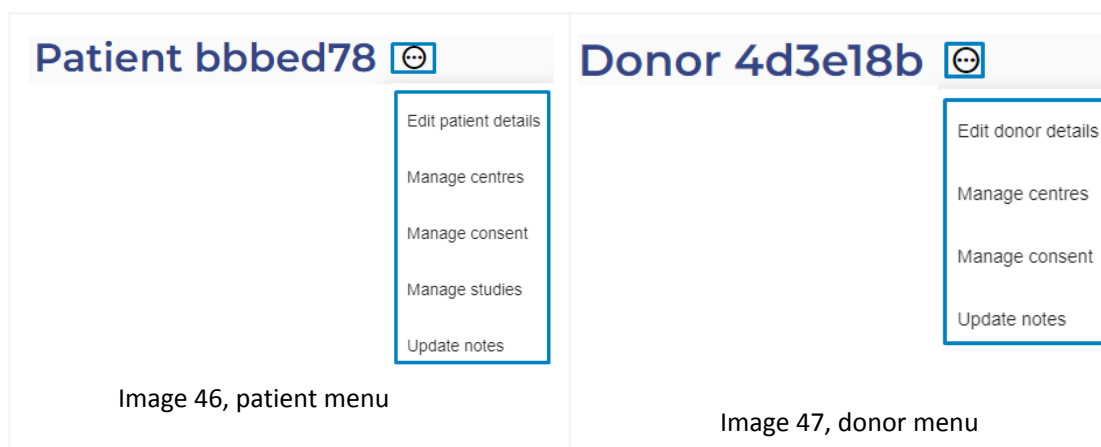 Patient bbbed78
Edit patient details
Manage centres
Manage consent
Manage studies
Update notes
Image 46, patient menu
Donor 4d3e18b
Edit donor details
Manage centres
Manage consent
Update notes
Image 47, donor menu